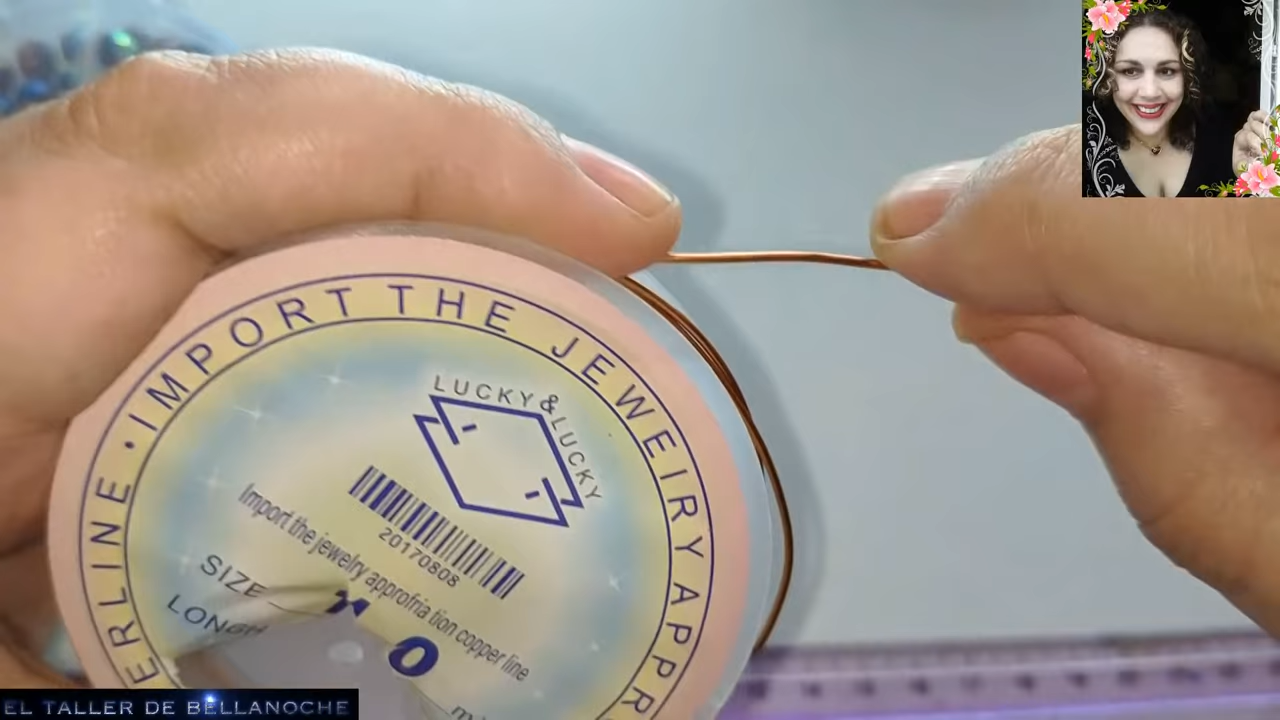 ERLINE • IMPORT THE JEWEIRY APPR
LUCKY&LUCKY
20170808
Import the jewelry approfria tion copper line
SIZE
LONGH
EL TALLER DE BELLANOCHE